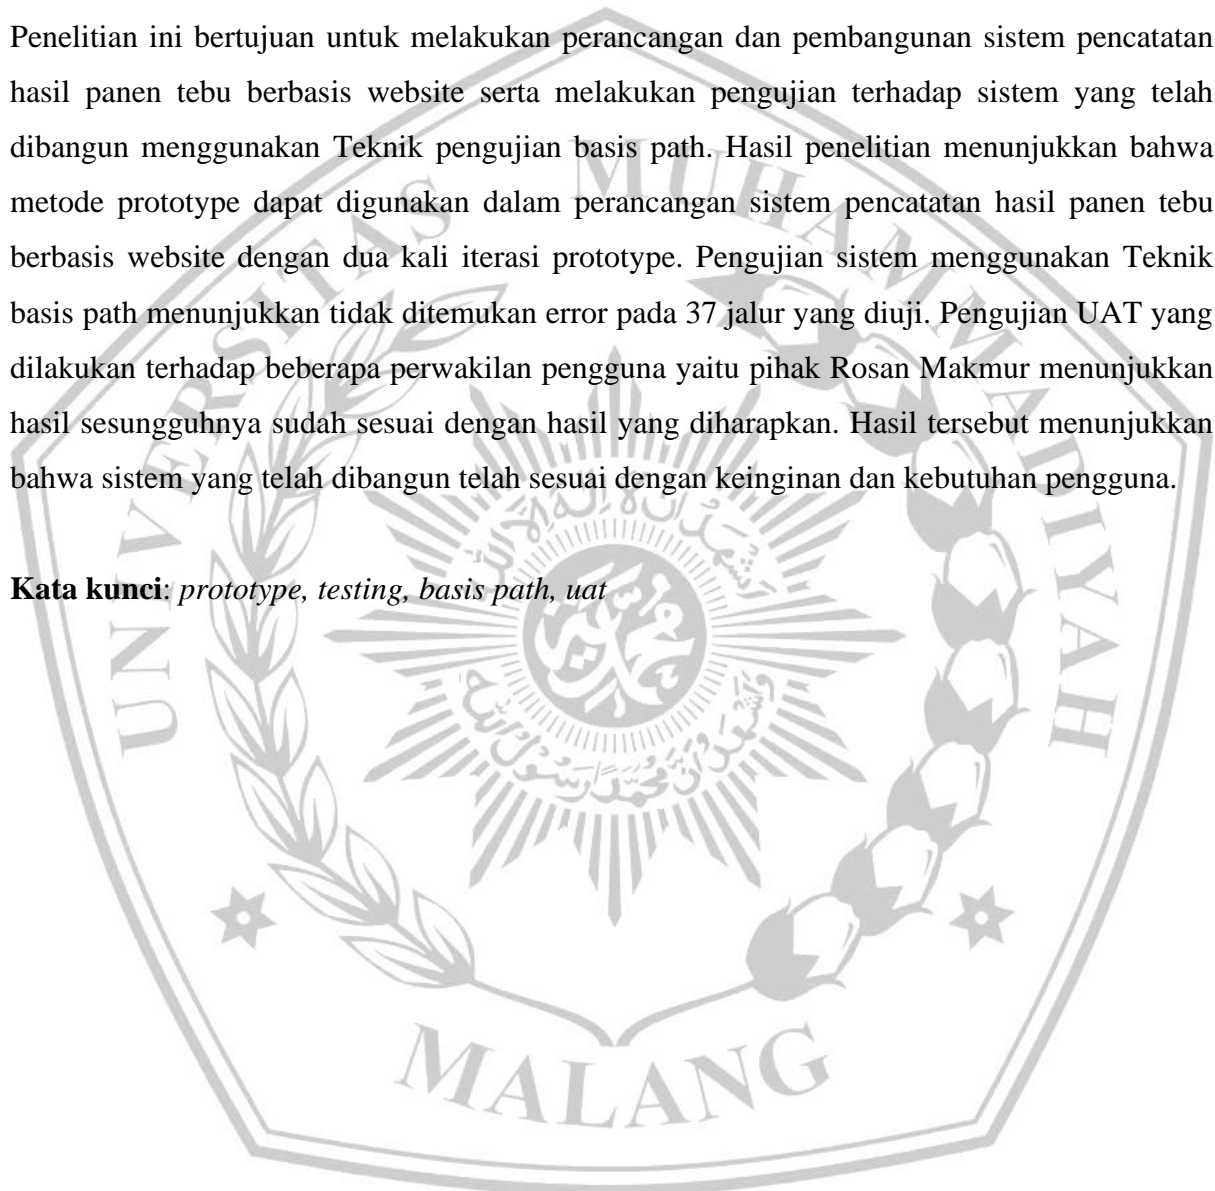 Penelitian ini bertujuan untuk melakukan perancangan dan pembangunan sistem pencatatan
hasil panen tebu berbasis website serta melakukan pengujian terhadap sistem yang telah
dibangun menggunakan Teknik pengujian basis path. Hasil penelitian menunjukkan bahwa
metode prototype dapat digunakan dalam perancangan sistem pencatatan hasil panen tebu
berbasis website dengan dua kali iterasi prototype. Pengujian sistem menggunakan Teknik
basis path menunjukkan tidak ditemukan error pada 37 jalur yang diuji. Pengujian UAT yang
dilakukan terhadap beberapa perwakilan pengguna yaitu pihak Rosan Makmur menunjukkan
hasil sesungguhnya sudah sesuai dengan hasil yang diharapkan. Hasil tersebut menunjukkan
bahwa sistem yang telah dibangun telah sesuai dengan keinginan dan kebutuhan pengguna.
Kata kunci: prototype, testing, basis path, uat
UNIVERSITAS MUHAMMADIYAH
MALANG